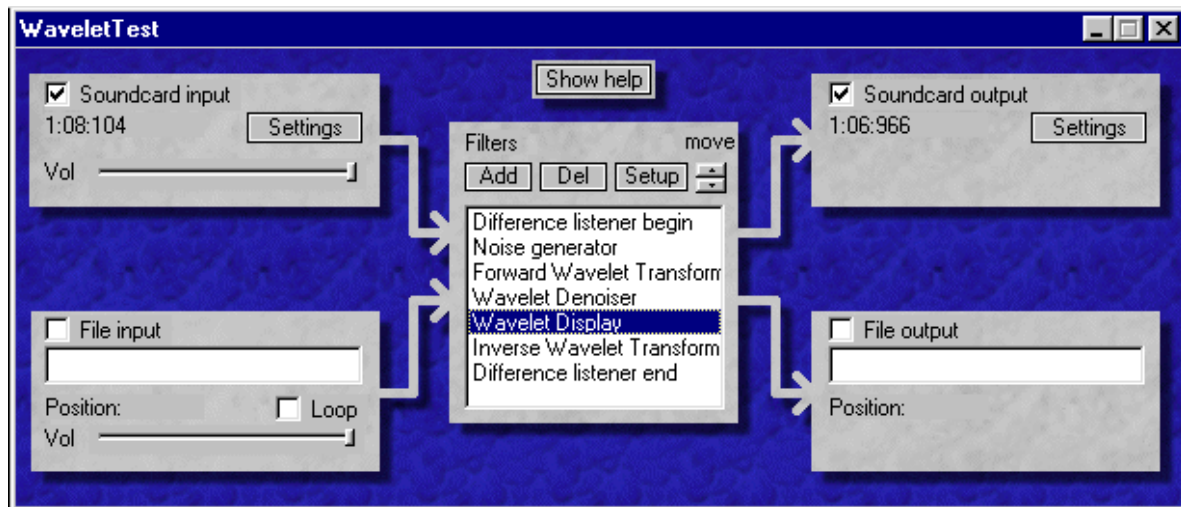 WaveletTest
Show help
Soundcard input
1:08:104 Settings
Vol
File input
Position: Loop
Vol
Filters move
Add Del Setup
Difference listener begin
Noise generator
Forward Wavelet Transform
Wavelet Denoiser
Wavelet Display
Inverse Wavelet Transform
Difference listener end
Soundcard output
1:06:966 Settings
File output
Position: